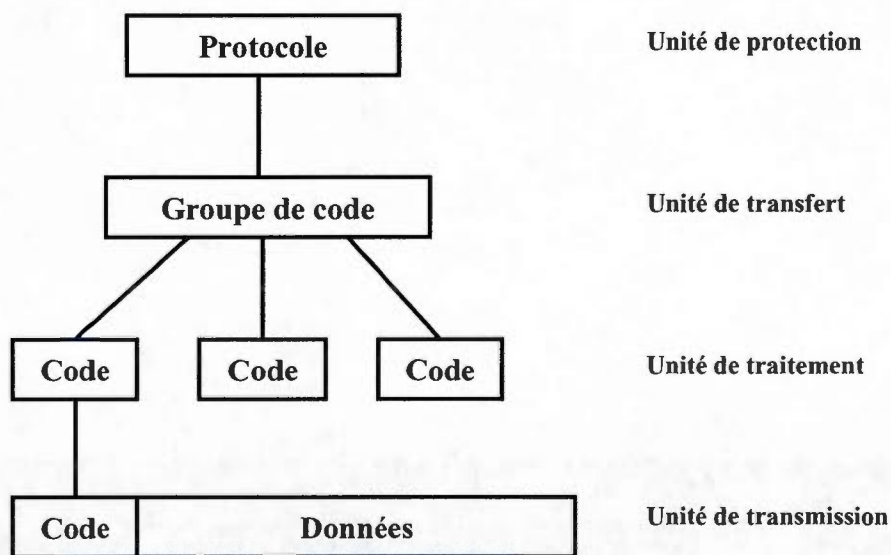 Protocole Unité de protection
Groupe de code Unité de transfert
Code Code Code Unité de traitement
Code Données Unité de transmission